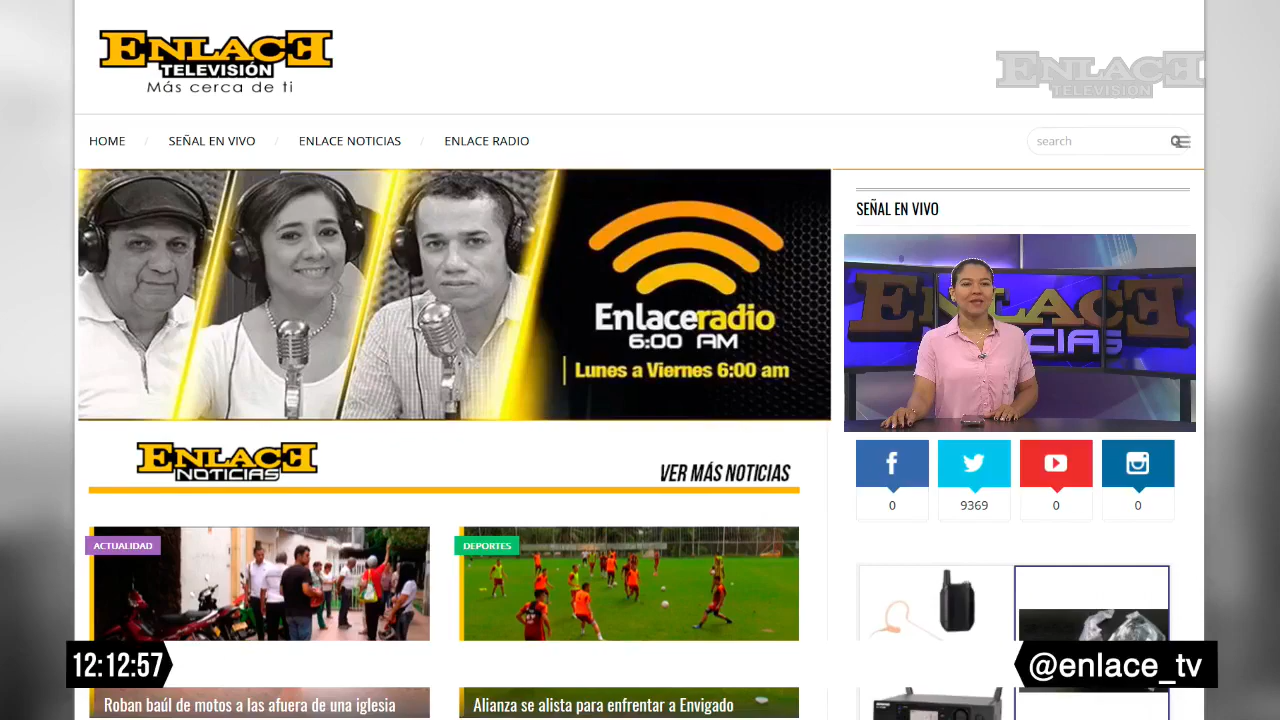 ENLACE
TELEVISIÓN
Más cerca de ti
ENLACE
TELEVISIÓN
HOME / SEÑAL EN VIVO / ENLACE NOTICIAS / ENLACE RADIO
search
SEÑAL EN VIVO
Enlaceradio
6:00 AM
Lunes a Viernes 6:00 am
ENLACE
NOTICIAS
ENLACE
NOTICIAS
VER MÁS NOTICIAS
0
9369
0
0
ACTUALIDAD
DEPORTES
12:12:57
@enlace_tv
Roban baúl de motos a las afuera de una iglesia
Alianza se alista para enfrentar a Envigado